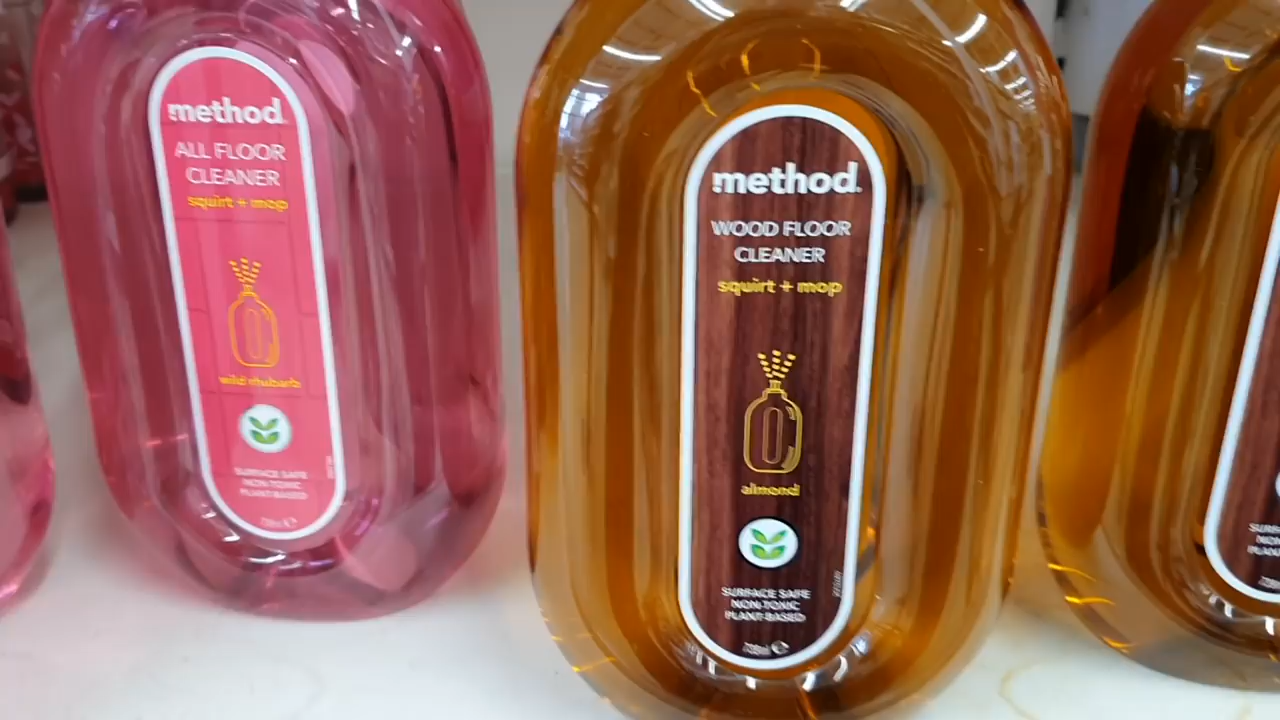 method
ALL FLOOR
CLEANER
squirt + mop
wild rhubarb
SURFACE SAFE
NON-TOXIC
PLANT-BASED
method
WOOD FLOOR
CLEANER
squirt + mop
almond
SURFACE SAFE
NON-TOXIC
PLANT-BASED